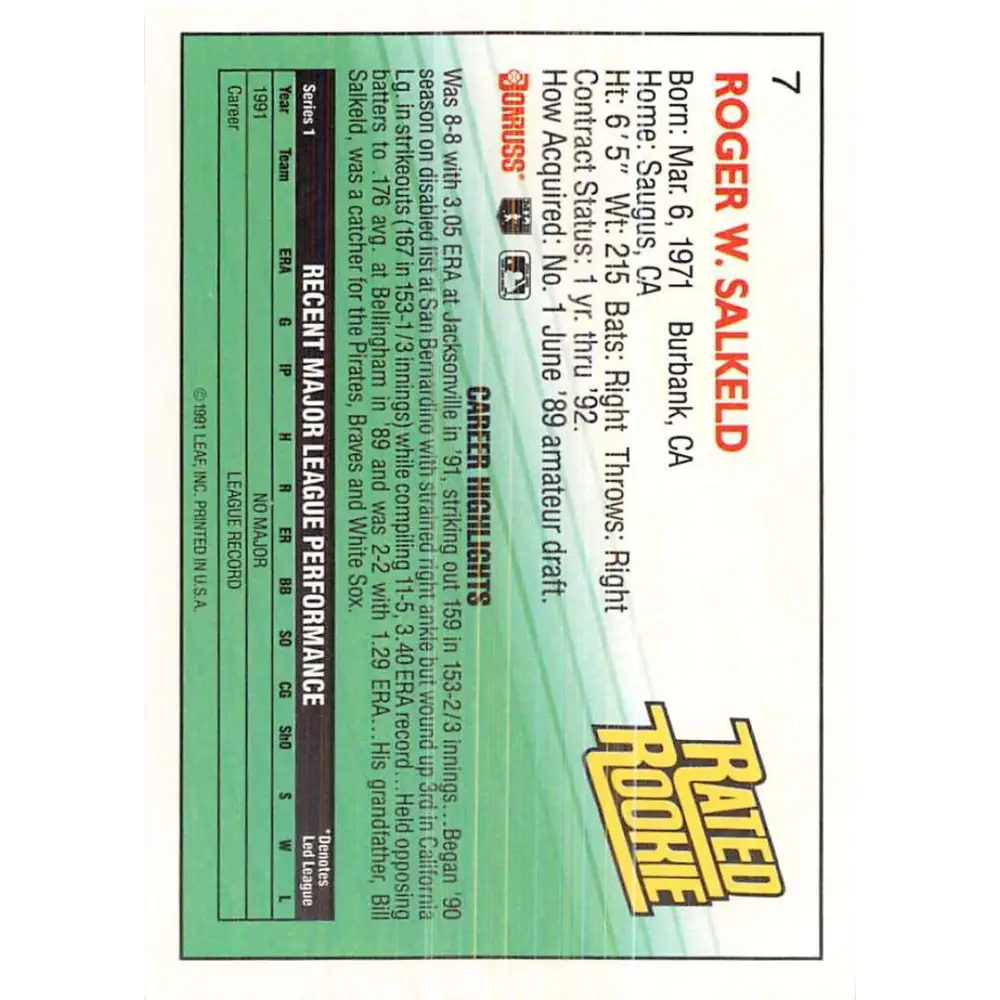 7
ROGER W. SALKELD
Born: Mar. 6, 1971 Burbank, CA
Home: Saugus, CA
Ht: 6'5" Wt: 215 Bats: Right Throws: Right
Contract Status: 1 yr. thru '92.
How Acquired: No. 1 June '89 amateur draft.
RATED
ROOKIE
DONRUSS®
CAREER HIGHLIGHTS
Was 8-8 with 3.05 ERA at Jacksonville in '91, striking out 159 in 153-2/3 innings...Began '90
season on disabled list at San Bernardino with strained right ankle but wound up 3rd in California
Lg. in strikeouts (167 in 153-1/3 innings) while compiling 11-5, 3.40 ERA record...Held opposing
batters to .176 avg. at Bellingham in '89 and was 2-2 with 1.29 ERA...His grandfather, Bill
Salkeld, was a catcher for the Pirates, Braves and White Sox.
Series 1 RECENT MAJOR LEAGUE PERFORMANCE *Denotes
Led League
Year Team ERA G IP H R ER BB SO CG ShO S W L
1991 NO MAJOR
Career LEAGUE RECORD
©1991 LEAF, INC. PRINTED IN U.S.A.